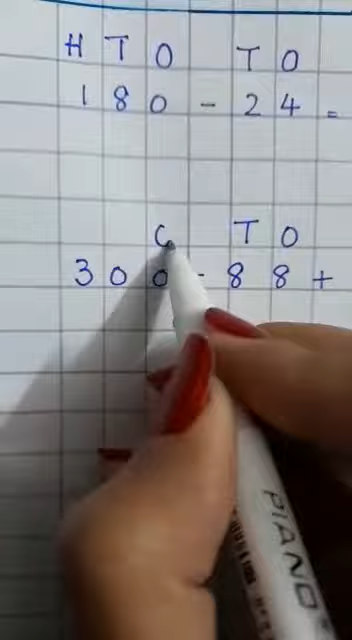 H T O T O
1 8 0 - 2 4 =
T O
3 0 0 - 8 8 +
PIANO